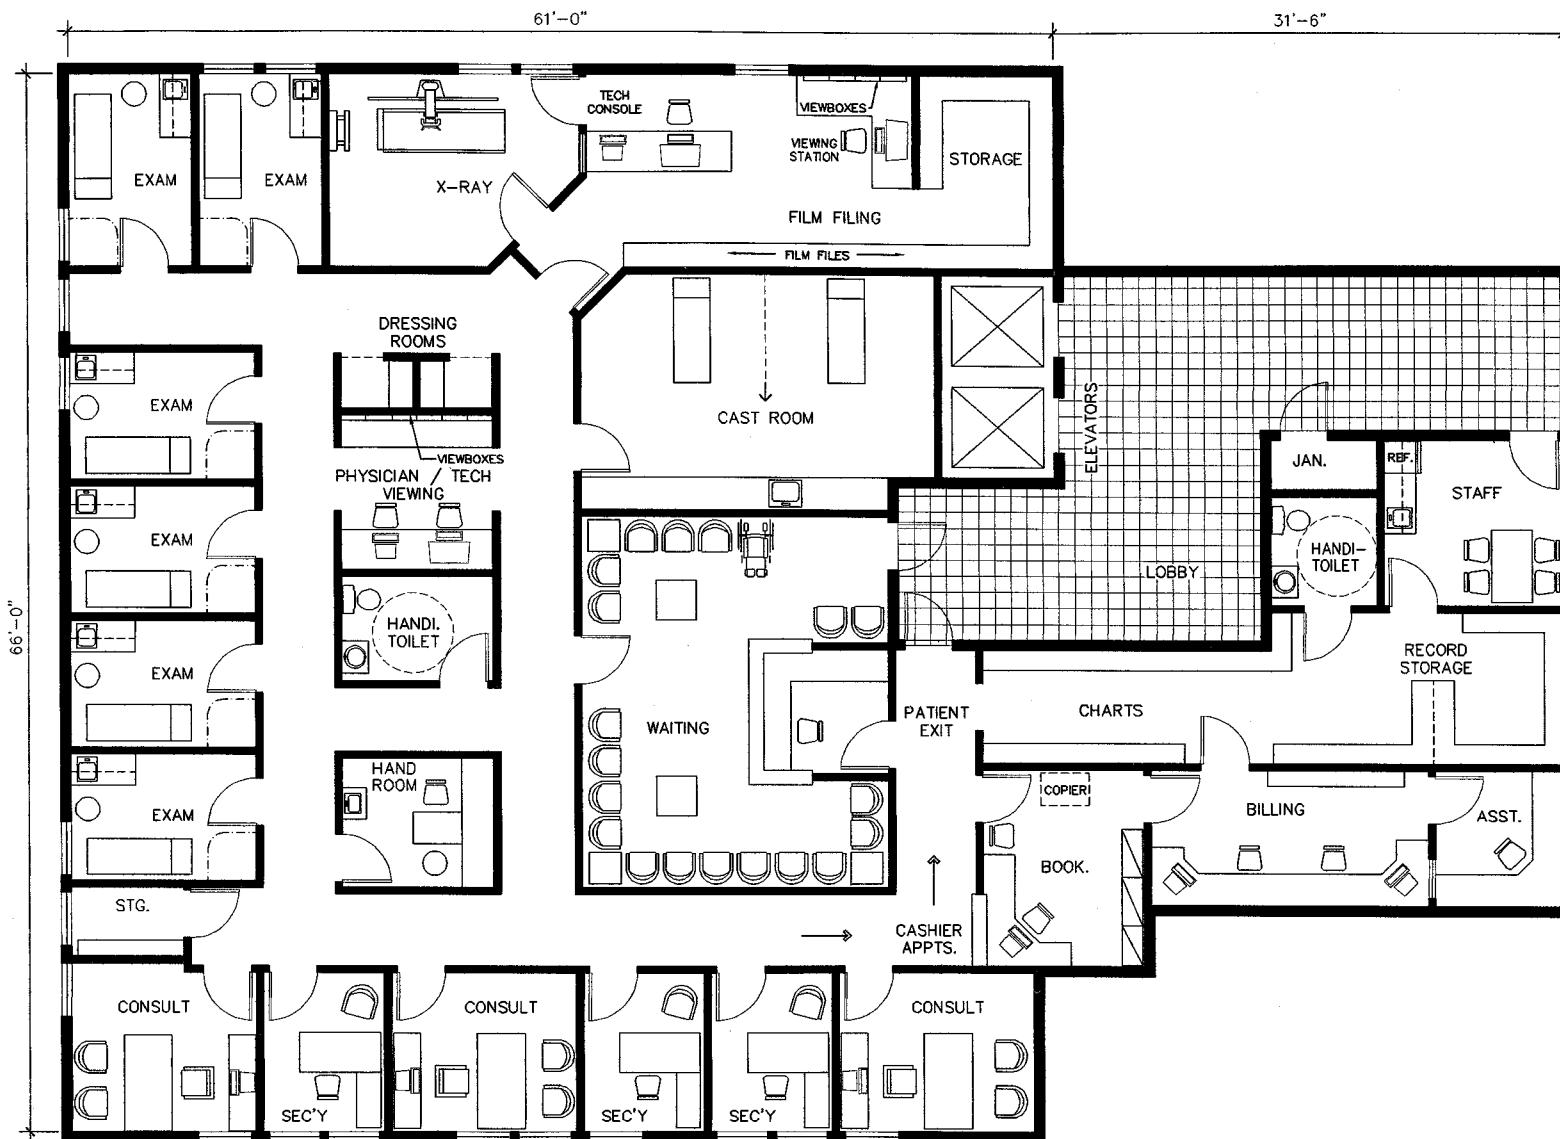 61'-0"
31'-6"
66'-0"
TECH
CONSOLE
VIEWBOXES
VIEWING
STATION
STORAGE
EXAM
EXAM
X-RAY
FILM FILING
FILM FILES
DRESSING
ROOMS
EXAM
CAST ROOM
ELEVATORS
VIEWBOXES
PHYSICIAN / TECH
VIEWING
JAN.
REF.
STAFF
EXAM
HANDI-
TOILET
LOBBY
HANDI.
TOILET
EXAM
RECORD
STORAGE
WAITING
PATIENT
EXIT
CHARTS
HAND
ROOM
COPIER
BILLING
ASST.
EXAM
BOOK.
STG.
CASHIER
APPTS.
CONSULT
CONSULT
CONSULT
SEC'Y
SEC'Y
SEC'Y